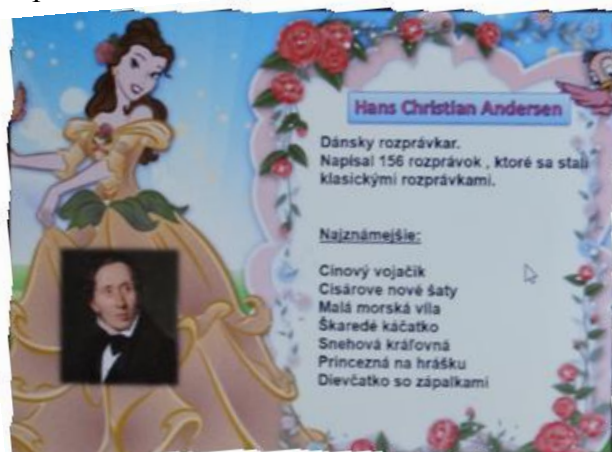 Hans Christian Andersen
Dánsky rozprávkar.
Napísal 156 rozprávok , ktoré sa stali
klasickými rozprávkami.
Najznámejšie:
Cínový vojačik
Cisárove nové šaty
Malá morská víla
Škaredé káčatko
Snehová kráľovná
Princezná na hrášku
Dievčatko so zápalkami